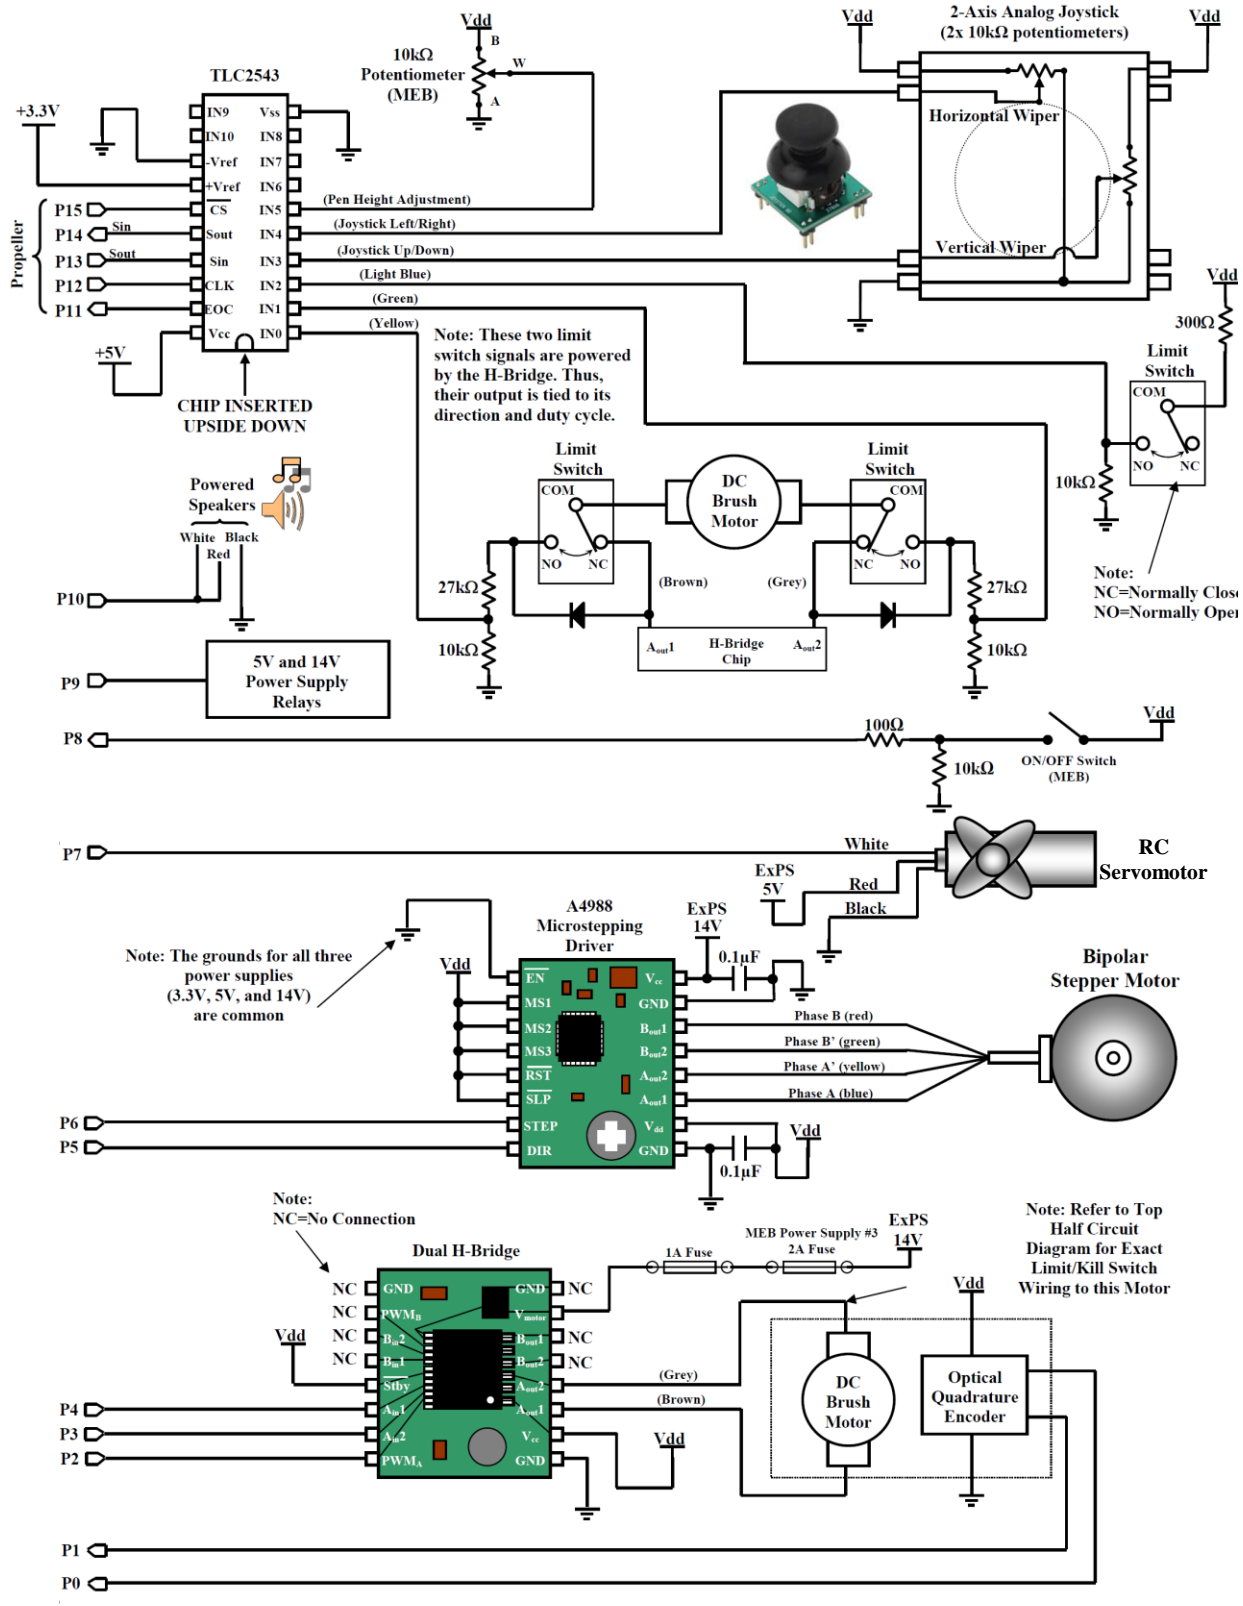 Vdd
B
10kΩ
Potentiometer
(MEB)
W
A
Vdd
2-Axis Analog Joystick
(2x 10kΩ potentiometers)
Vdd
Horizontal Wiper
Vertical Wiper
TLC2543
+3.3V
IN9
IN10
-Vref
+Vref
CS
Sout
Sin
CLK
EOC
Vcc
Vss
IN8
IN7
IN6
IN5
IN4
IN3
IN2
IN1
IN0
Propeller
P15
P14
Sin
P13
Sout
P12
P11
+5V
(Pen Height Adjustment)
(Joystick Left/Right)
(Joystick Up/Down)
(Light Blue)
(Green)
(Yellow)
CHIP INSERTED
UPSIDE DOWN
Note: These two limit
switch signals are powered
by the H-Bridge. Thus,
their output is tied to its
direction and duty cycle.
Vdd
300Ω
Limit
Switch
COM
NO
NC
10kΩ
Note:
NC=Normally Close
NO=Normally Oper
Limit
Switch
COM
NO
NC
DC
Brush
Motor
Limit
Switch
COM
NC
NO
27kΩ
10kΩ
(Brown)
(Grey)
27kΩ
10kΩ
Aout1
H-Bridge
Chip
Aout2
Powered
Speakers
White
Red
Black
P10
P9
5V and 14V
Power Supply
Relays
P8
100Ω
10kΩ
ON/OFF Switch
(MEB)
Vdd
P7
White
Red
Black
ExPS
5V
RC
Servomotor
A4988
Microstepping
Driver
ExPS
14V
0.1µF
Note: The grounds for all three
power supplies
(3.3V, 5V, and 14V)
are common
Vdd
EN
MS1
MS2
MS3
RST
SLP
STEP
DIR
Vcc
GND
Bout1
Bout2
Aout2
Aout1
Vdd
GND
Phase B (red)
Phase B' (green)
Phase A' (yellow)
Phase A (blue)
Bipolar
Stepper Motor
P6
P5
0.1µF
Vdd
Note:
NC=No Connection
Dual H-Bridge
MEB Power Supply #3
1A Fuse
2A Fuse
ExPS
14V
Note: Refer to Top
Half Circuit
Diagram for Exact
Limit/Kill Switch
Wiring to this Motor
NC
NC
NC
NC
Vdd
GND
PWMB
Bin2
Bin1
Stby
Ain1
Ain2
PWMA
GND
Vmotor
Bout1
Bout2
Aout2
Aout1
Vcc
GND
NC
NC
NC
(Grey)
(Brown)
Vdd
Vdd
DC
Brush
Motor
Optical
Quadrature
Encoder
P4
P3
P2
P1
P0